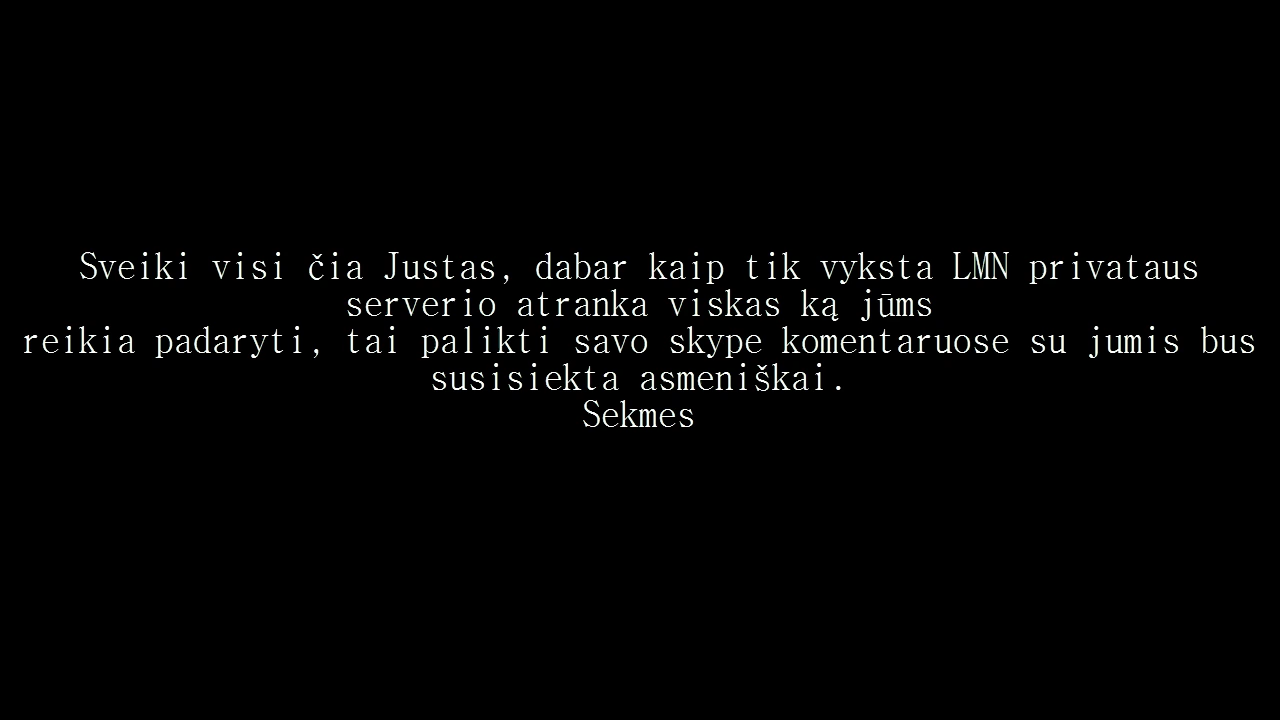 Sveiki visi čia Justas, dabar kaip tik vyksta LMN privataus
serverio atranka viskas ką jūms
reikia padaryti, tai palikti savo skype komentaruose su jumis bus
susisiekta asmeniškai.
Sekmes